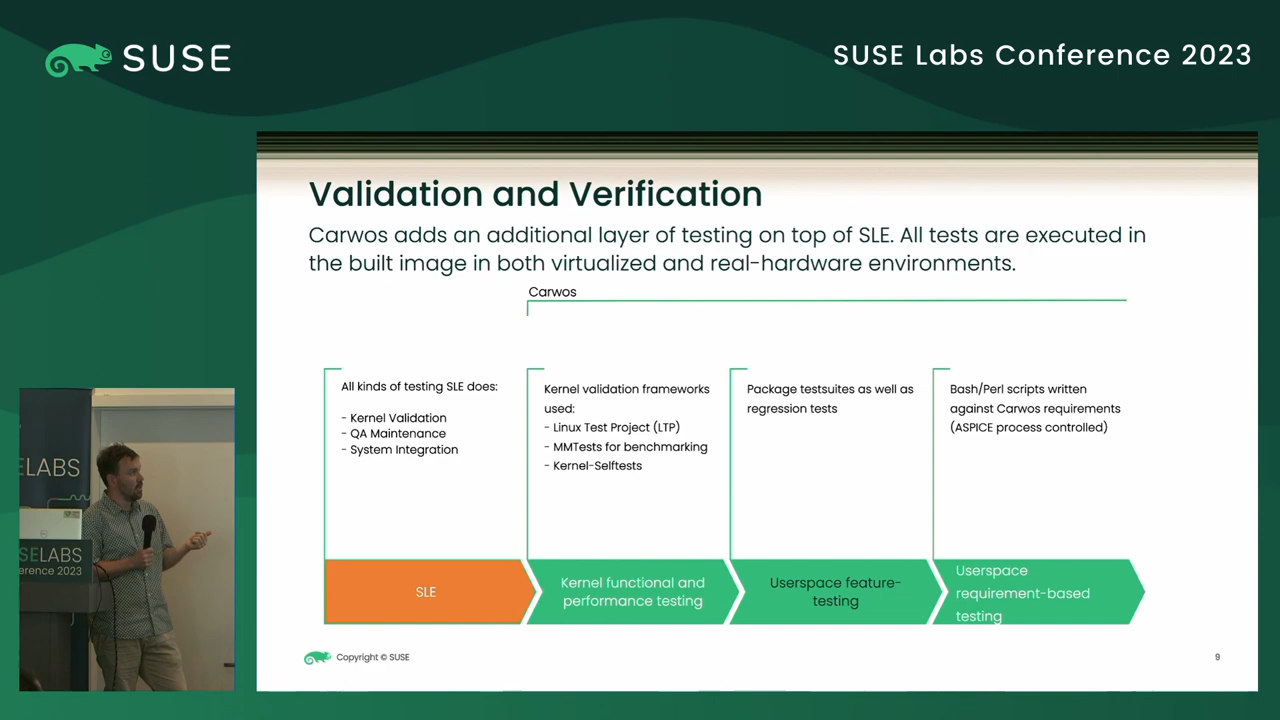 SUSE
SUSE Labs Conference 2023
Validation and Verification
Carwos adds an additional layer of testing on top of SLE. All tests are executed in
the built image in both virtualized and real-hardware environments.
Carwos
All kinds of testing SLE does:
- Kernel Validation
- QA Maintenance
- System Integration
Kernel validation frameworks
used:
- Linux Test Project (LTP)
- MMTests for benchmarking
- Kernel-Selftests
Package testsuites as well as
regression tests
Bash/Perl scripts written
against Carwos requirements
(ASPICE process controlled)
SLE
Kernel functional and
performance testing
Userspace feature-
testing
Userspace
requirement-based
testing
Copyright © SUSE
9
ELABS
SELABS
erence 2023